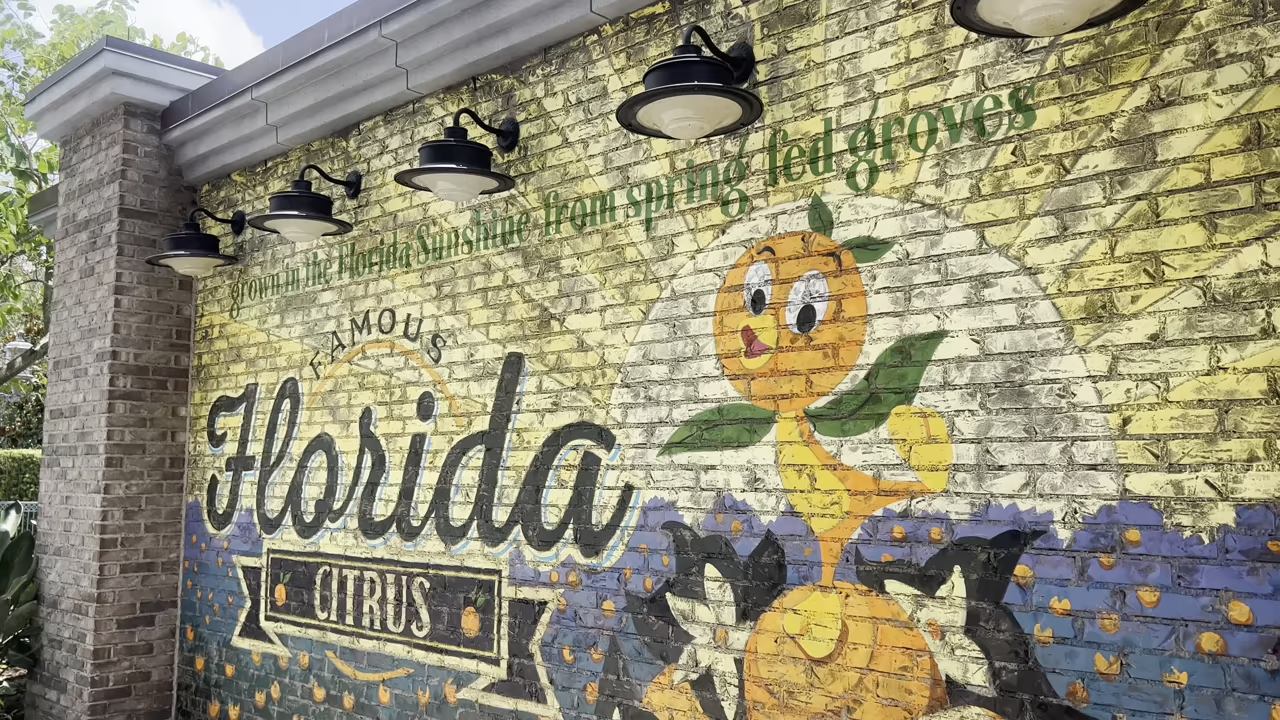 grown in the Florida Sunshine from spring fed groves
FAMOUS
Florida
CITRUS